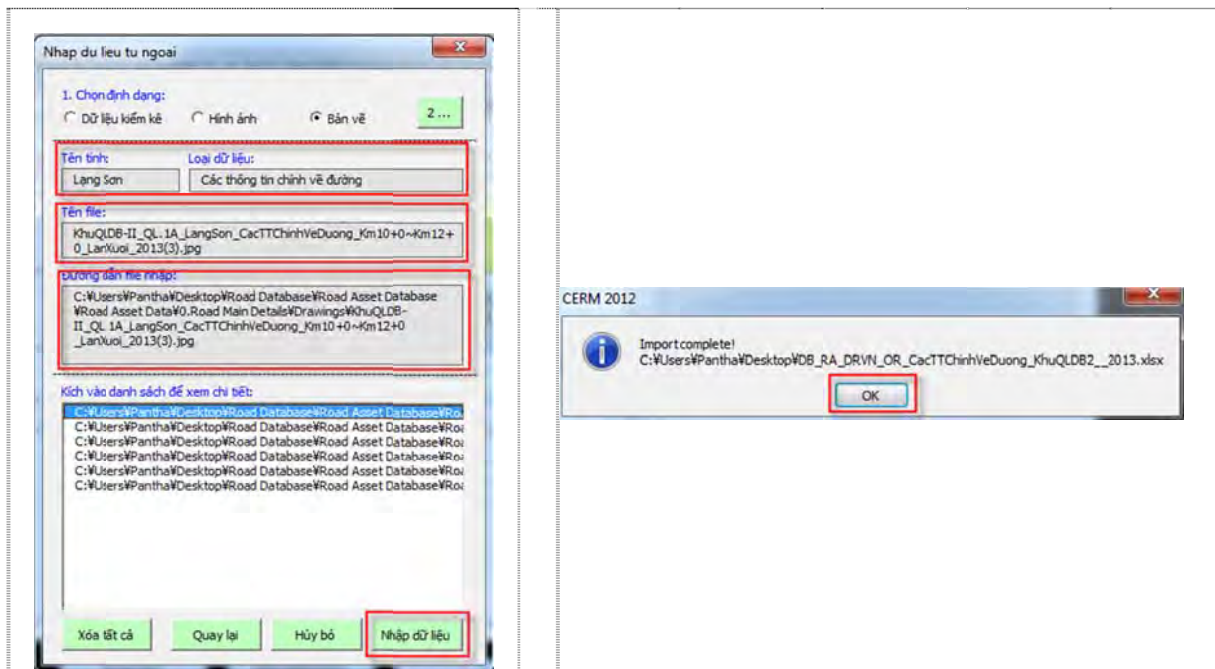 Nhap du lieu tu ngoai
1. Chọn định dạng:
Dữ liệu kiểm kê Hình ảnh Bản vẽ 2 ...
Tên tỉnh: Loại dữ liệu:
Lạng Sơn Các thông tin chính về đường
Tên file:
KhuQLDB-II_QL.1A_LangSon_CacTTChinhVeDuong_Km10+0~Km12+
0_LanXuoi_2013(3).jpg
Đường dẫn file nhập:
C:¥Users¥Pantha¥Desktop¥Road Database¥Road Asset Database
¥Road Asset Data¥0.Road Main Details¥Drawings¥KhuQLDB-
II_QL.1A_LangSon_CacTTChinhVeDuong_Km10+0~Km12+0
_LanXuoi_2013(3).jpg
Kích vào danh sách để xem chi tiết:
C:¥Users¥Pantha¥Desktop¥Road Database¥Road Asset Database¥Ro
C:¥Users¥Pantha¥Desktop¥Road Database¥Road Asset Database¥Roa
C:¥Users¥Pantha¥Desktop¥Road Database¥Road Asset Database¥Roa
C:¥Users¥Pantha¥Desktop¥Road Database¥Road Asset Database¥Roa
C:¥Users¥Pantha¥Desktop¥Road Database¥Road Asset Database¥Roa
C:¥Users¥Pantha¥Desktop¥Road Database¥Road Asset Database¥Roa
Xóa tất cả Quay lại Hủy bỏ Nhập dữ liệu
CERM 2012
Import complete!
C:¥Users¥Pantha¥Desktop¥DB_RA_DRVN_OR_CacTTChinhVeDuong_KhuQLDB2__2013.xlsx
OK